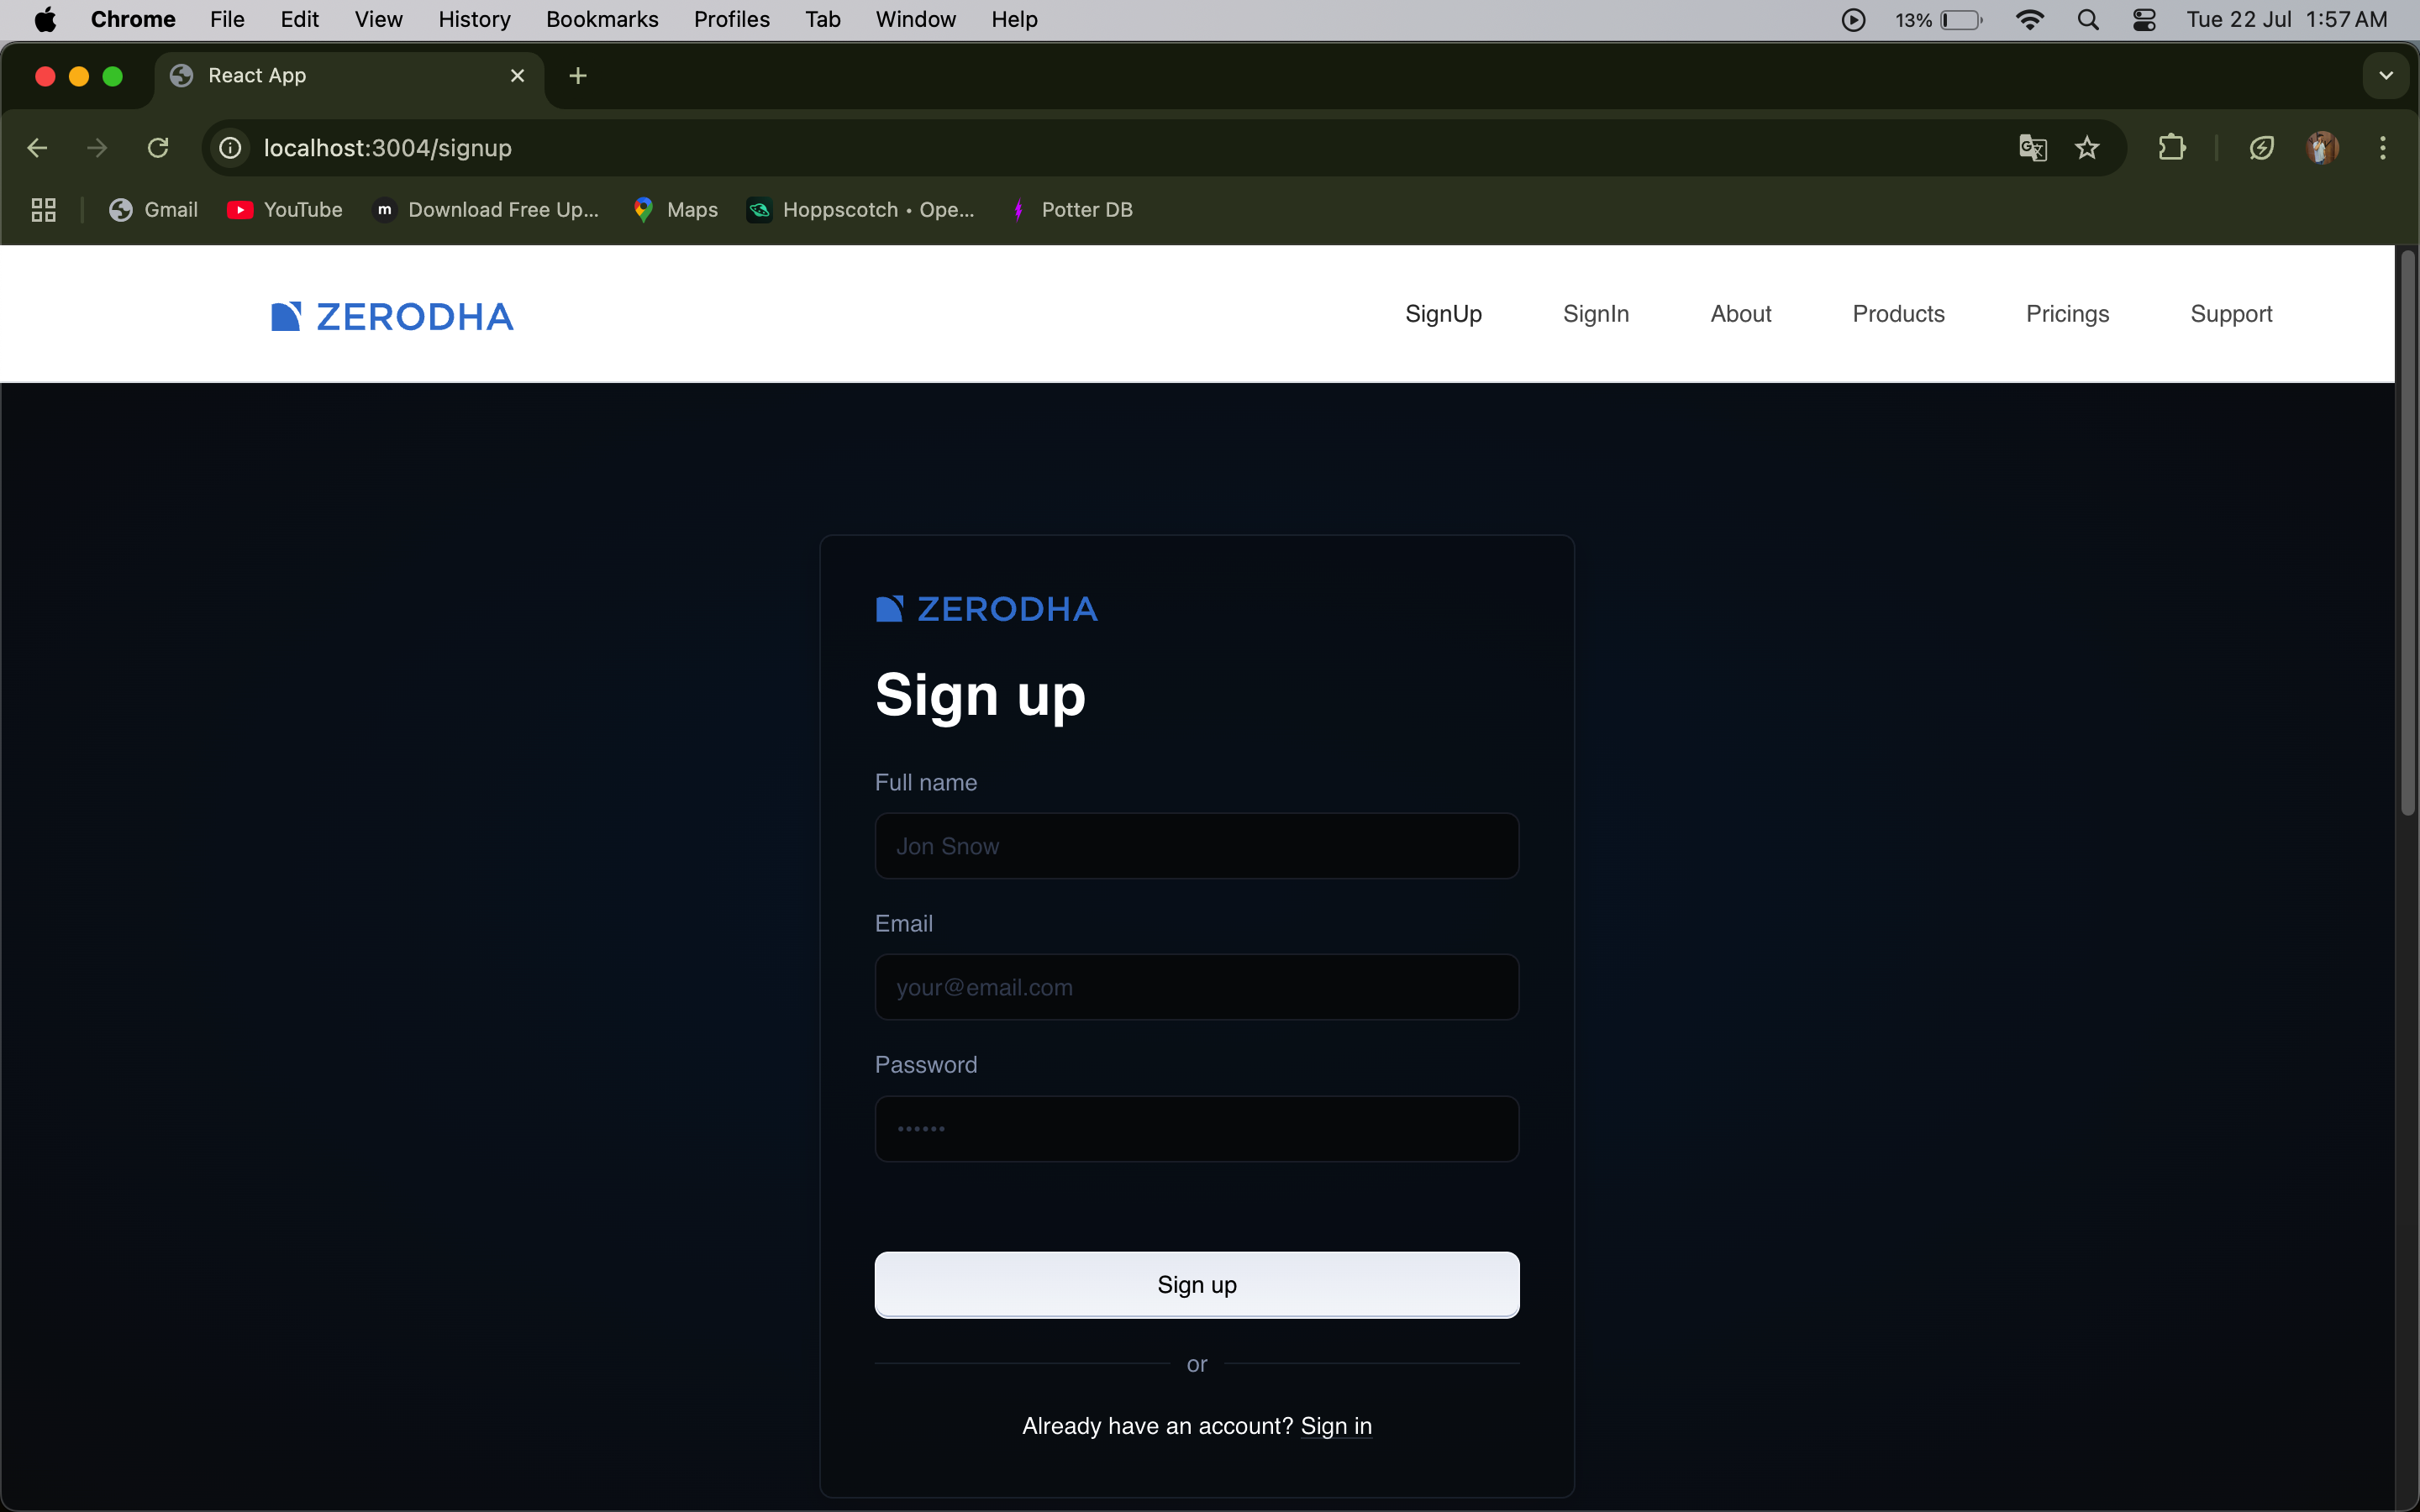 Chrome File Edit View History Bookmarks Profiles Tab Window Help 13% Tue 22 Jul 1:57 AM
React App
localhost:3004/signup
Gmail YouTube m Download Free Up... Maps Hoppscotch • Ope... Potter DB
ZERODHA SignUp SignIn About Products Pricings Support
ZERODHA
Sign up
Full name
Jon Snow
Email
your@email.com
Password
••••••
Sign up
or
Already have an account? Sign in